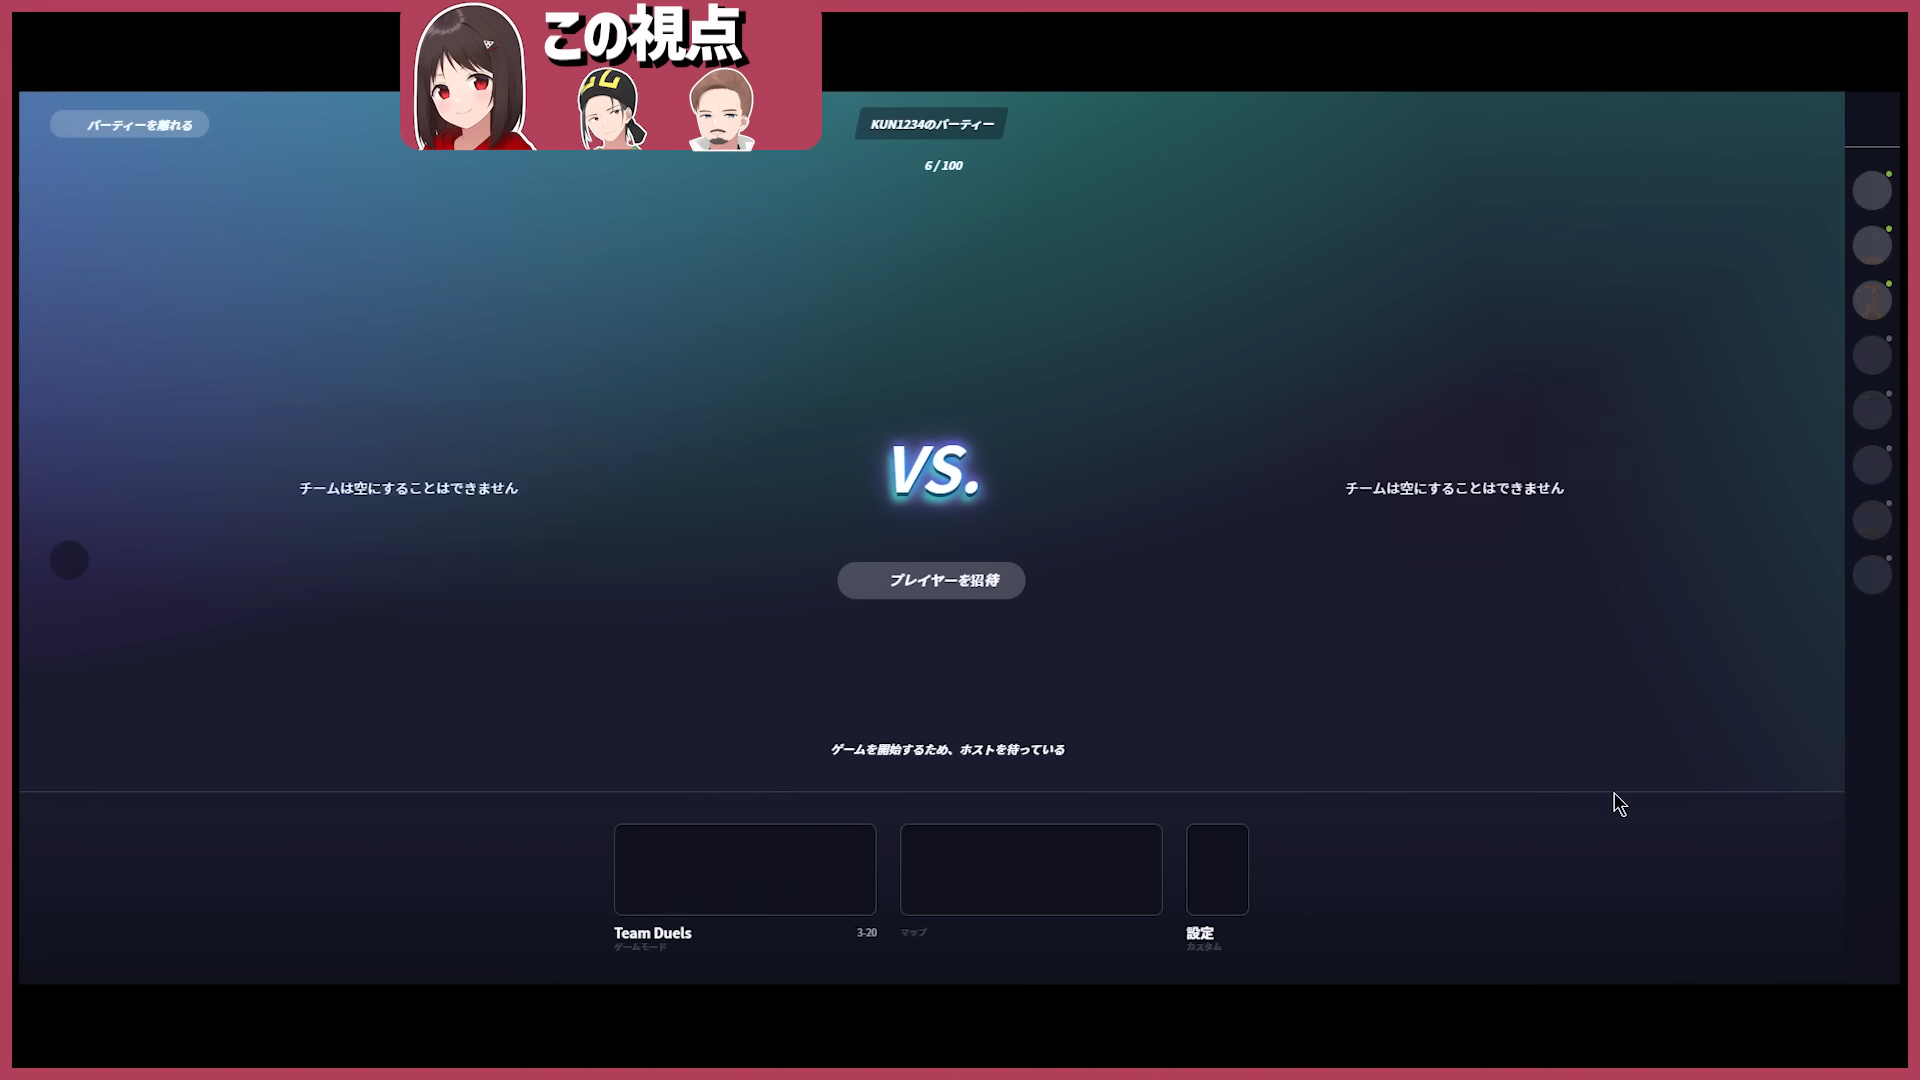 この視点
パーティーを離れる
KUN1234のパーティー
6 / 100
チームは空にすることはできません
VS.
チームは空にすることはできません
プレイヤーを招待
ゲームを開始するため、ホストを待っている
Team Duels
3-20
ゲームモード
マップ
設定
カスタム